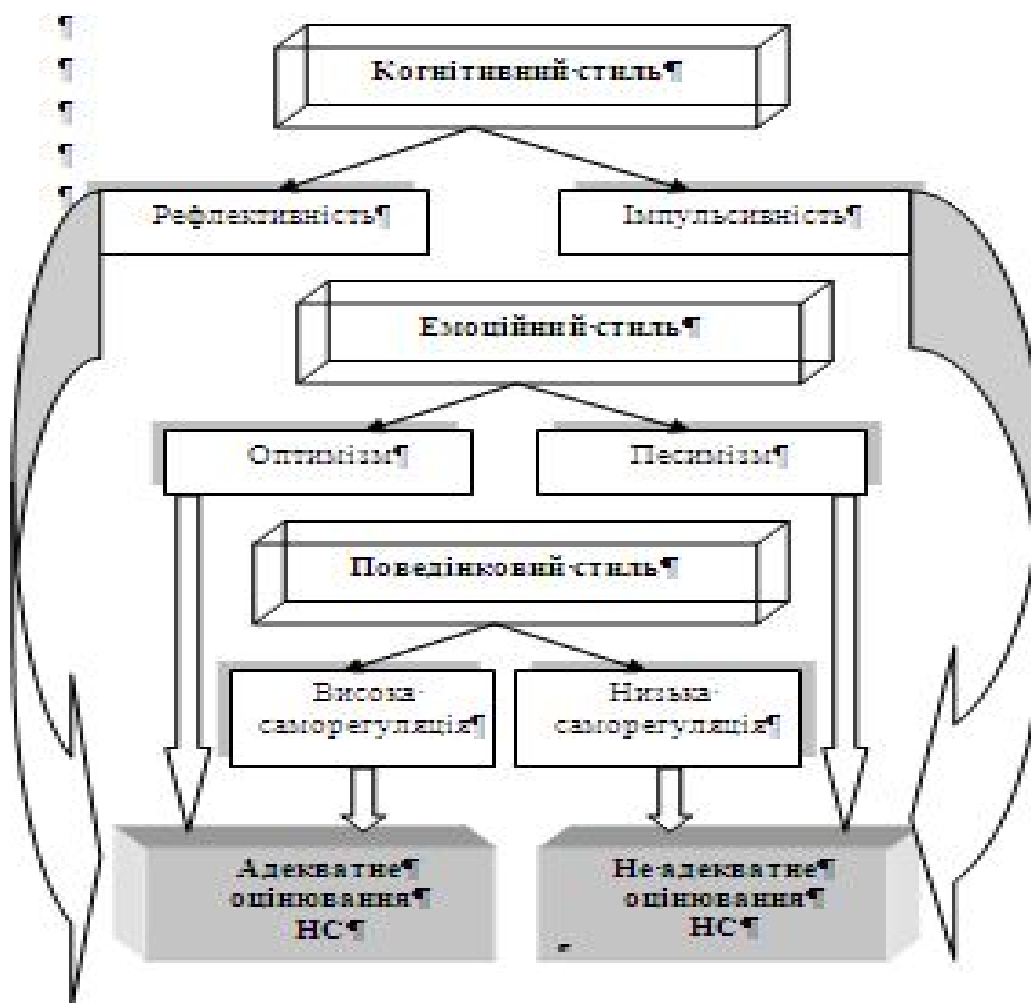 Когнітивний·стиль¶
Рефлективність¶
Імпульсивність¶
Емоційний·стиль¶
Оптимізм¶
Песимізм¶
Поведінковий·стиль¶
Висока·
саморегуляція¶
Низька·
саморегуляція¶
Адекватне¶
оцінювання¶
НС¶
Не·адекватне¶
оцінювання¶
НС¶